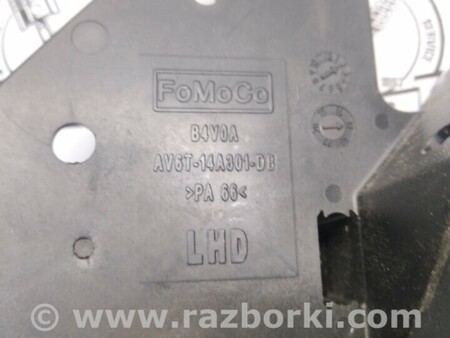 FoMoCo
B4V0A
AV6T-14A301-DB
>PA 66<
LHD
© www.razborki.com